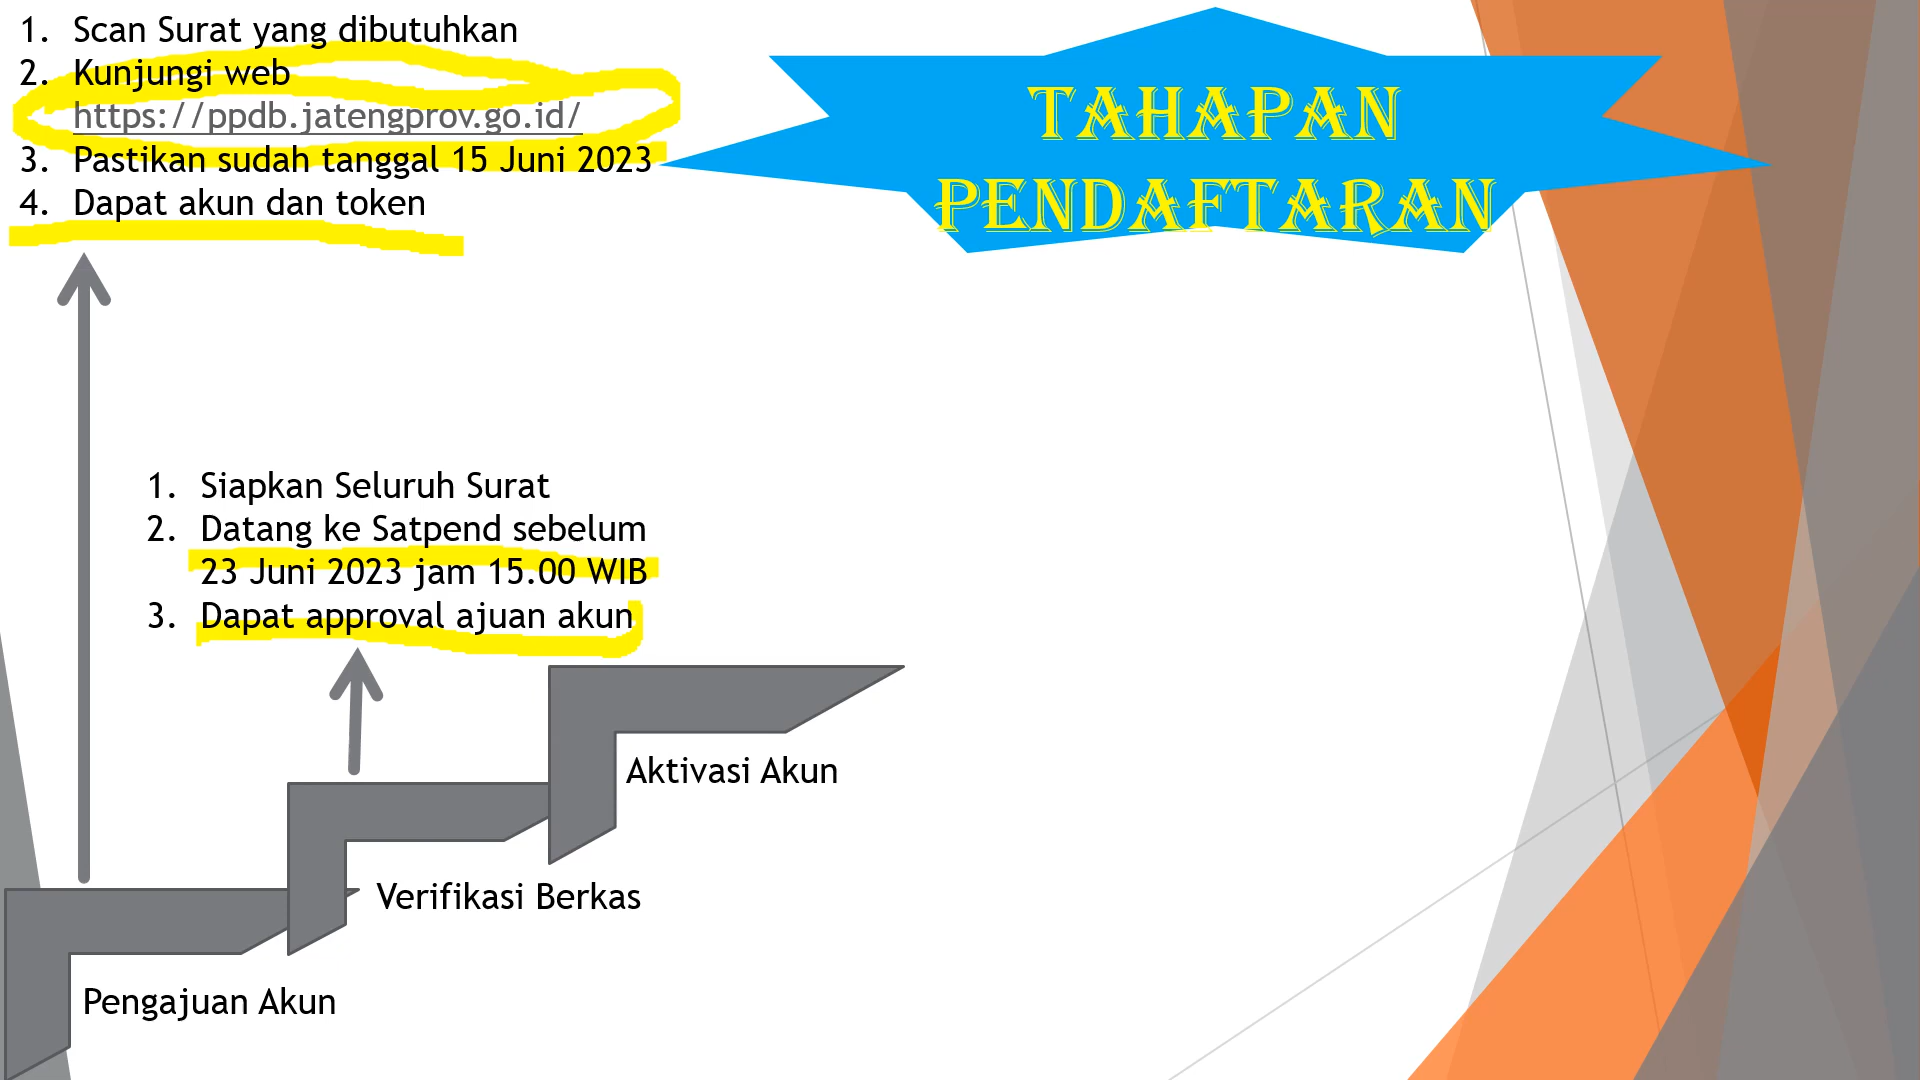 1. Scan Surat yang dibutuhkan
2. Kunjungi web
https://ppdb.jatengprov.go.id/
3. Pastikan sudah tanggal 15 Juni 2023
4. Dapat akun dan token
TAHAPAN
PENDAFTARAN
1. Siapkan Seluruh Surat
2. Datang ke Satpend sebelum
23 Juni 2023 jam 15.00 WIB
3. Dapat approval ajuan akun
Aktivasi Akun
Verifikasi Berkas
Pengajuan Akun